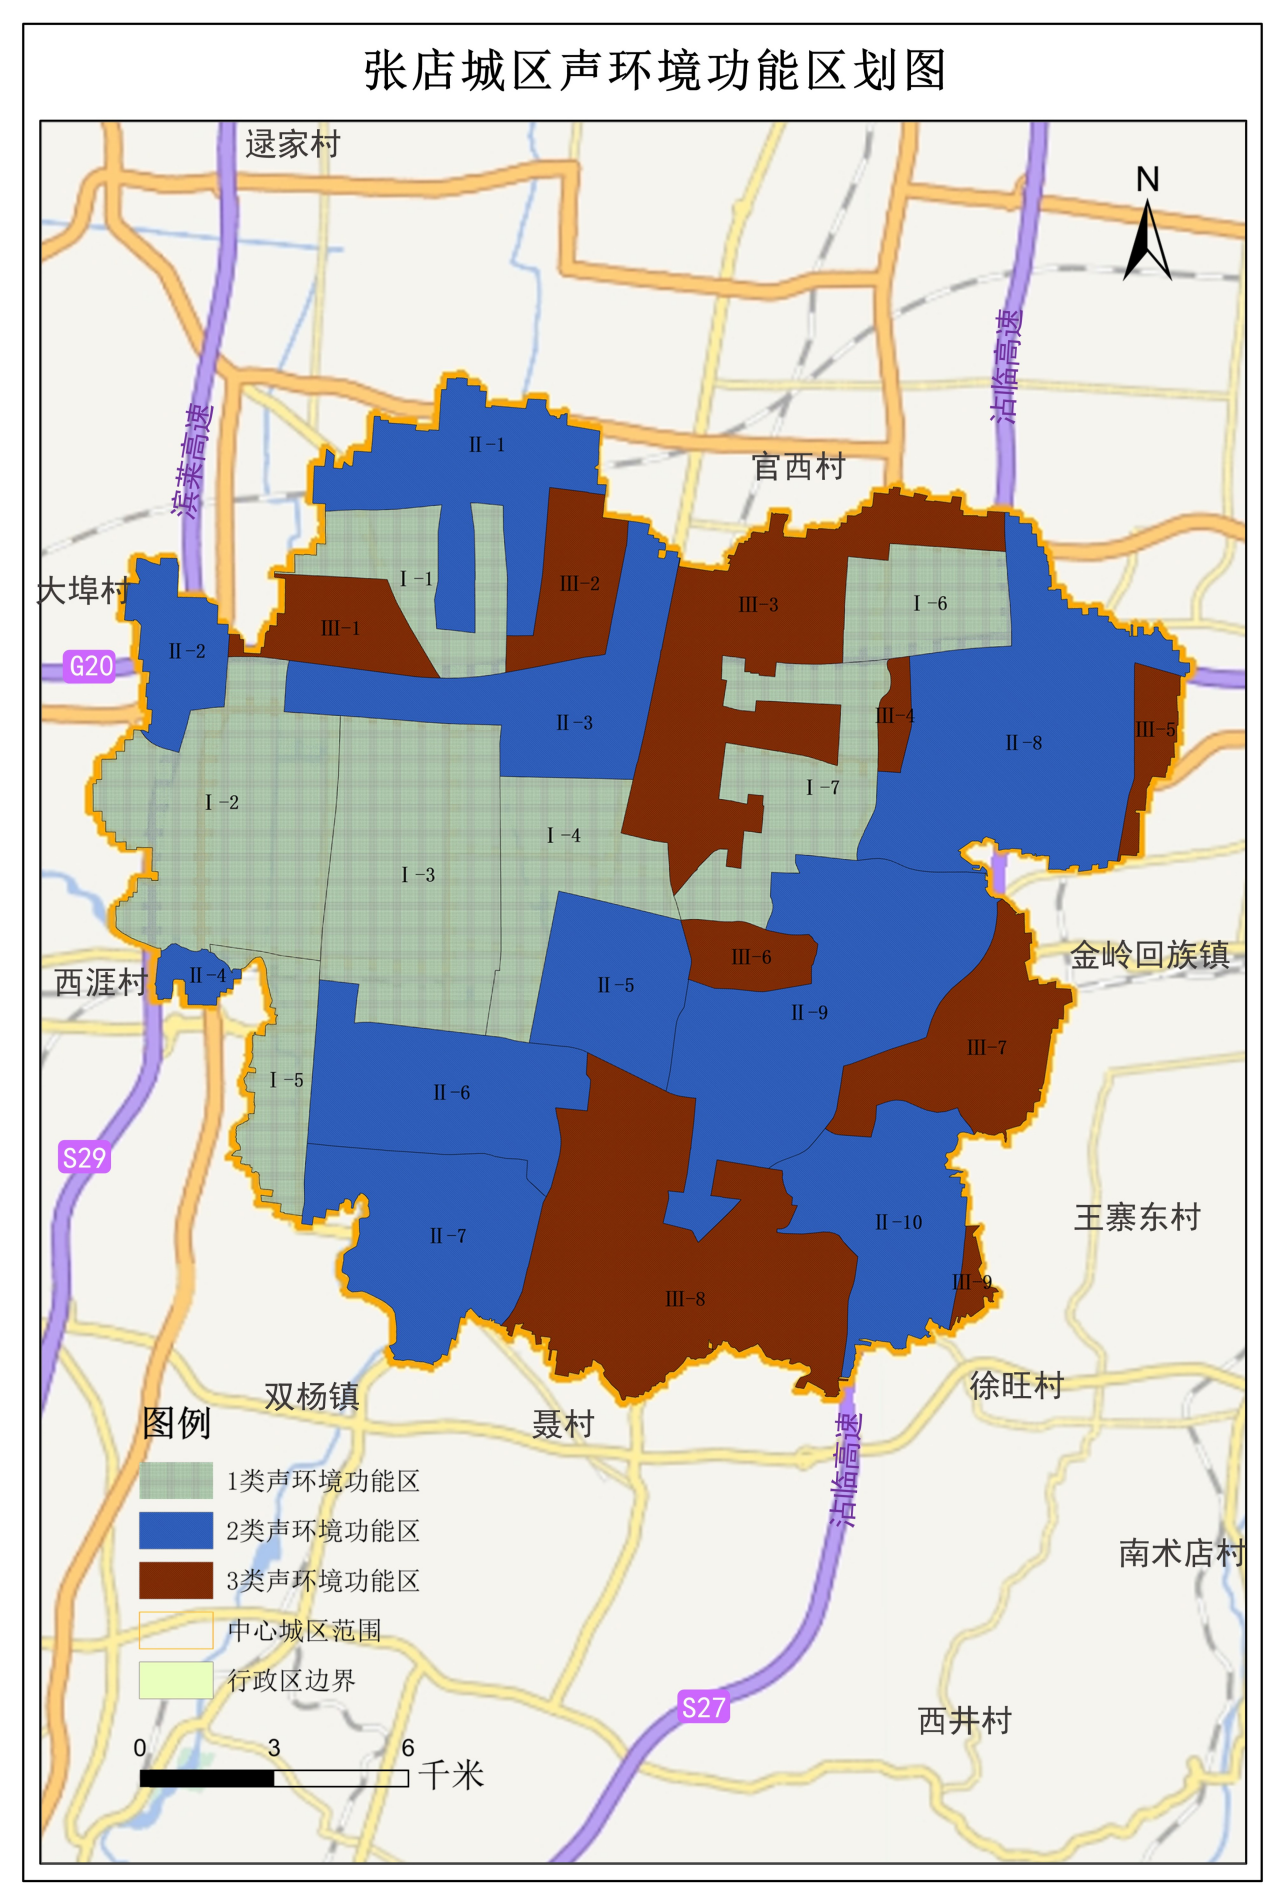 张店城区声环境功能区划图
逯家村
N
沾临高速
滨莱高速
官西村
II-1
大埠村
I-1
III-2
III-3
I-6
III-1
II-2
G20
II-3
III-4
III-5
II-8
I-2
I-7
I-4
I-3
III-6
金岭回族镇
西涯村
II-4
II-5
II-9
III-7
I-5
II-6
S29
王寨东村
II-7
II-10
III-9
III-8
双杨镇
徐旺村
聂村
沾临高速
南术店村
S27
西井村
图例
1类声环境功能区
2类声环境功能区
3类声环境功能区
中心城区范围
行政区边界
0 3 6
千米